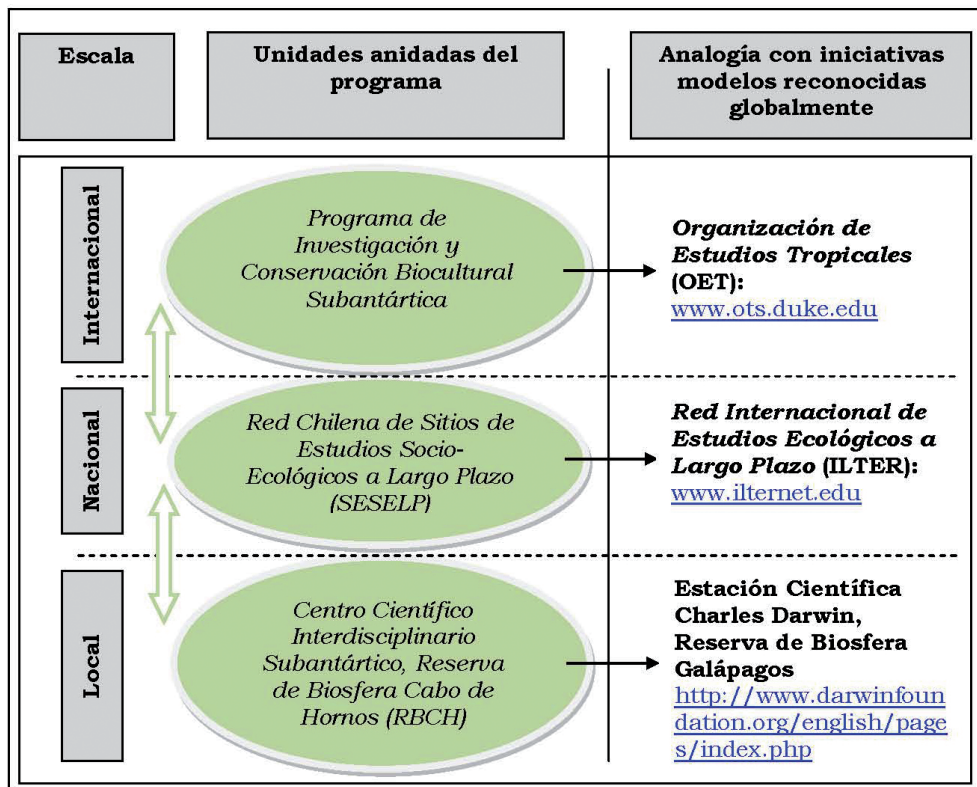 Escala
Unidades anidadas del
programa
Analogía con iniciativas
modelos reconocidas
globalmente
Internacional
Programa de
Investigación y
Conservación Biocultural
Subantártica
Organización de
Estudios Tropicales
(OET):
www.ots.duke.edu
Nacional
Red Chilena de Sitios de
Estudios Socio-
Ecológicos a Largo Plazo
(SESELP)
Red Internacional de
Estudios Ecológicos a
Largo Plazo (ILTER):
www.ilternet.edu
Local
Centro Científico
Interdisciplinario
Subantártico, Reserva
de Biosfera Cabo de
Hornos (RBCH)
Estación Científica
Charles Darwin,
Reserva de Biosfera
Galápagos
http://www.darwinfou
ndation.org/english/page
s/index.php